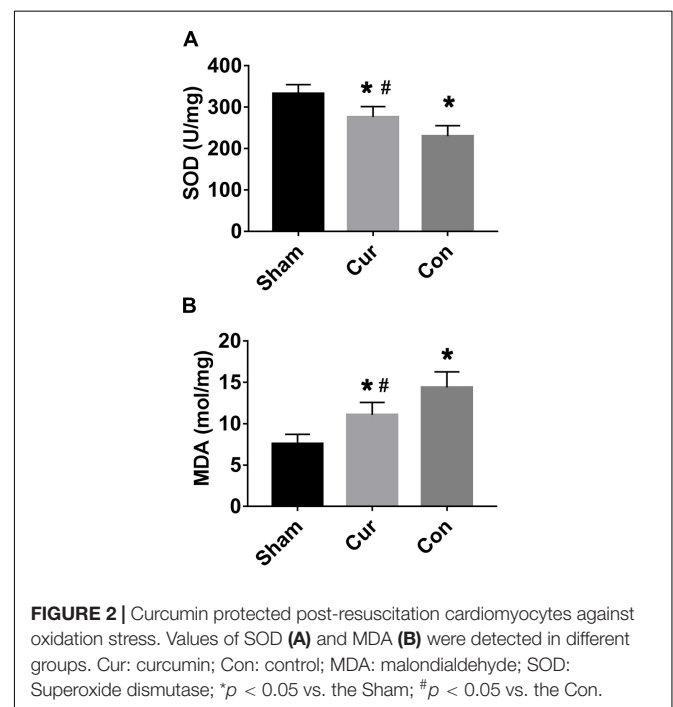 A
SOD (U/mg)
400
300
200
100
0
* #
*
Sham
Cur
Con
B
MDA (mol/mg)
20
15
10
5
0
* #
*
Sham
Cur
Con
FIGURE 2 | Curcumin protected post-resuscitation cardiomyocytes against
oxidation stress. Values of SOD (A) and MDA (B) were detected in different
groups. Cur: curcumin; Con: control; MDA: malondialdehyde; SOD:
Superoxide dismutase; *p < 0.05 vs. the Sham; #p < 0.05 vs. the Con.